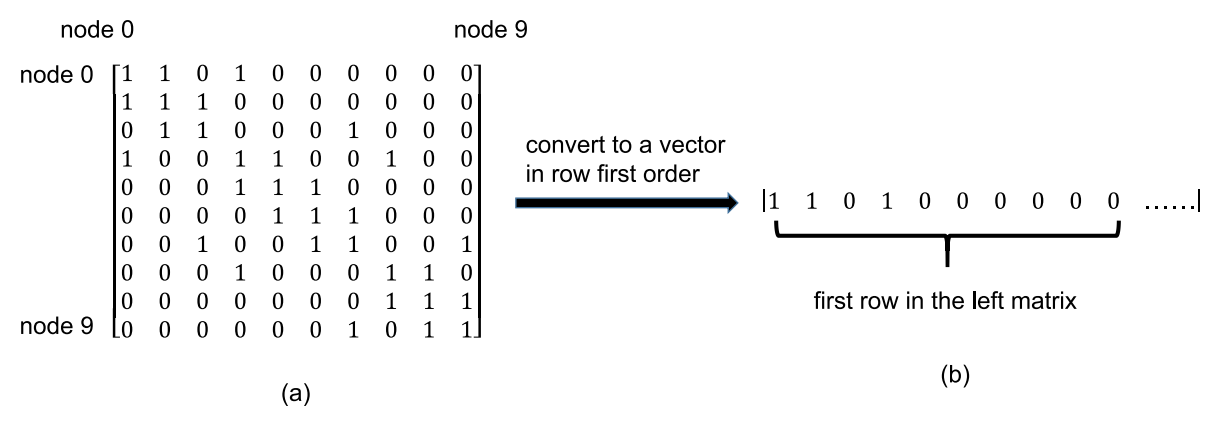 node 0 node 9
node 0 1 1 0 1 0 0 0 0 0 0
1 1 1 0 0 0 0 0 0 0
0 1 1 0 0 0 1 0 0 0
1 0 0 1 1 0 0 1 0 0
0 0 0 1 1 1 0 0 0 0
0 0 0 0 1 1 1 0 0 0
0 0 1 0 0 1 1 0 0 1
0 0 0 1 0 0 0 1 1 0
0 0 0 0 0 0 0 1 1 1
node 9 0 0 0 0 0 0 1 0 1 1
(a)
convert to a vector
in row first order
|1 1 0 1 0 0 0 0 0 0 ......|
first row in the left matrix
(b)